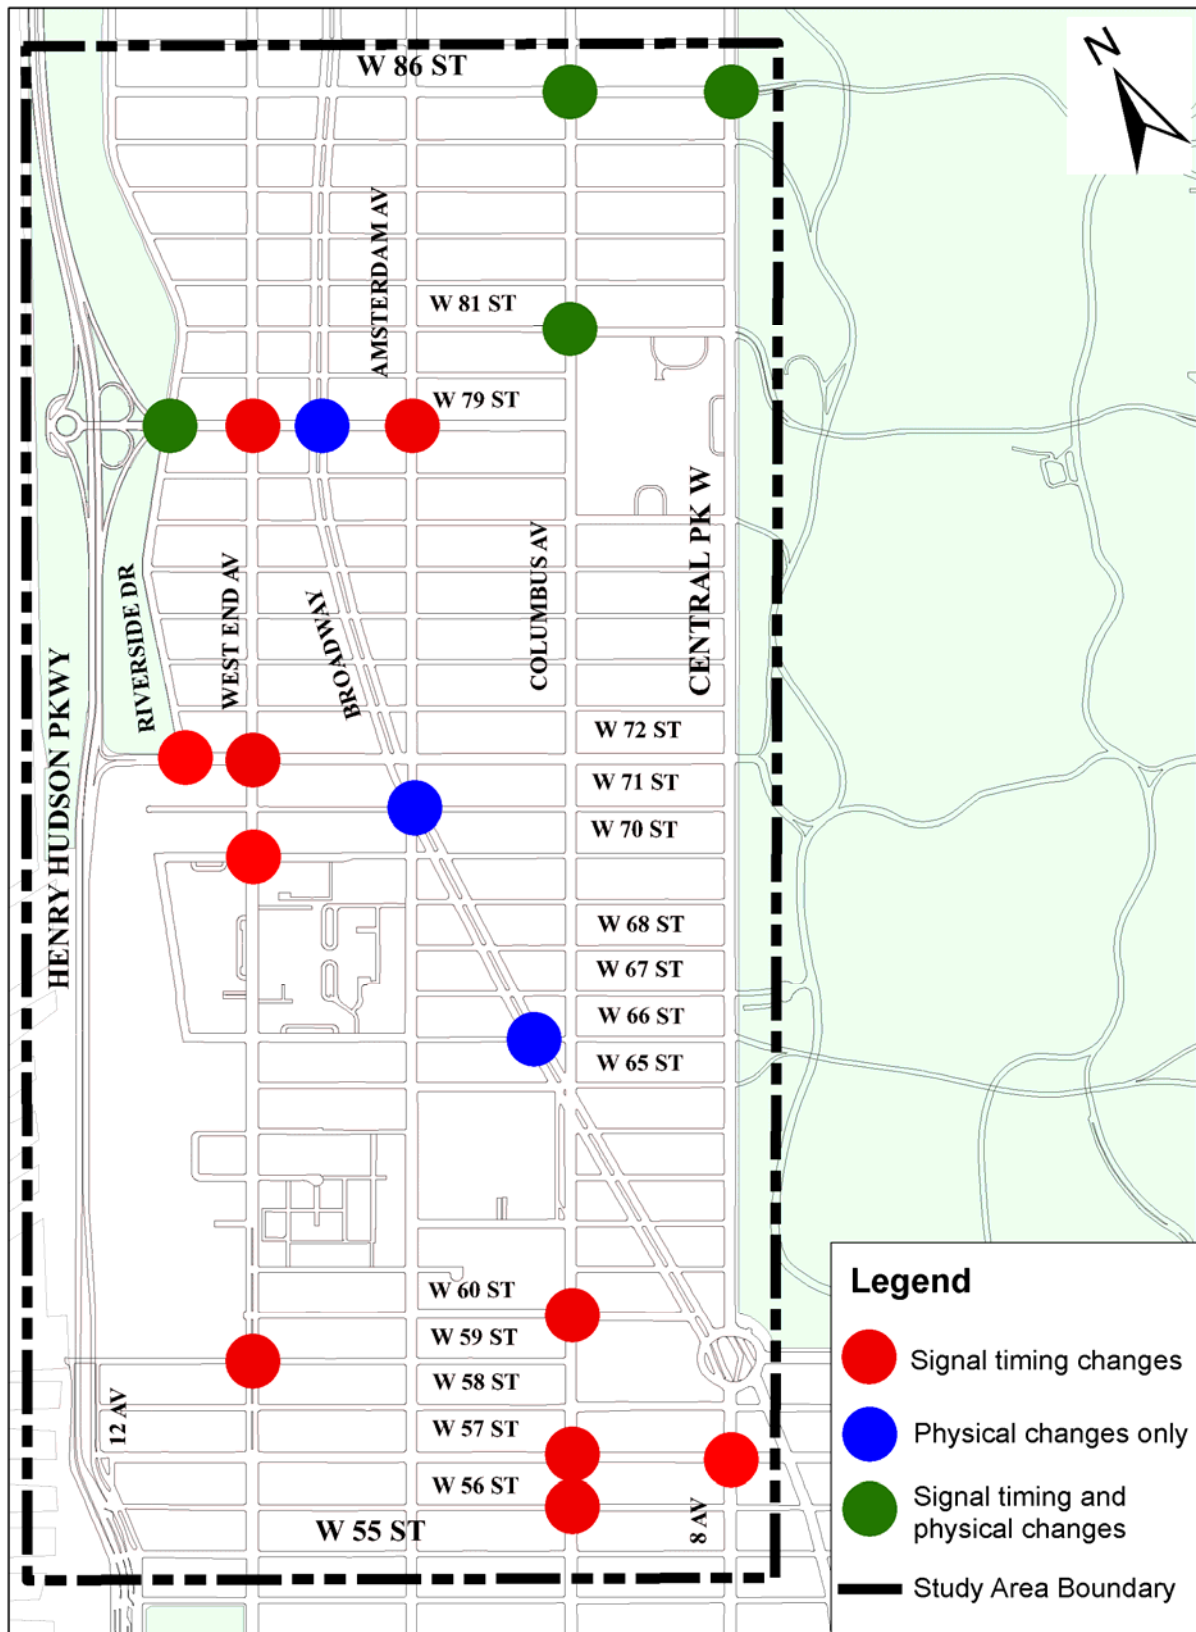 W 86 ST
N
AMSTERDAM AV
W 81 ST
W 79 ST
CENTRAL PK W
COLUMBUS AV
WEST END AV
RIVERSIDE DR
BROADWAY
HENRY HUDSON PKWY
W 72 ST
W 71 ST
W 70 ST
W 68 ST
W 67 ST
W 66 ST
W 65 ST
W 60 ST
W 59 ST
W 58 ST
W 57 ST
W 56 ST
12 AV
8 AV
W 55 ST
Legend
Signal timing changes
Physical changes only
Signal timing and
physical changes
Study Area Boundary